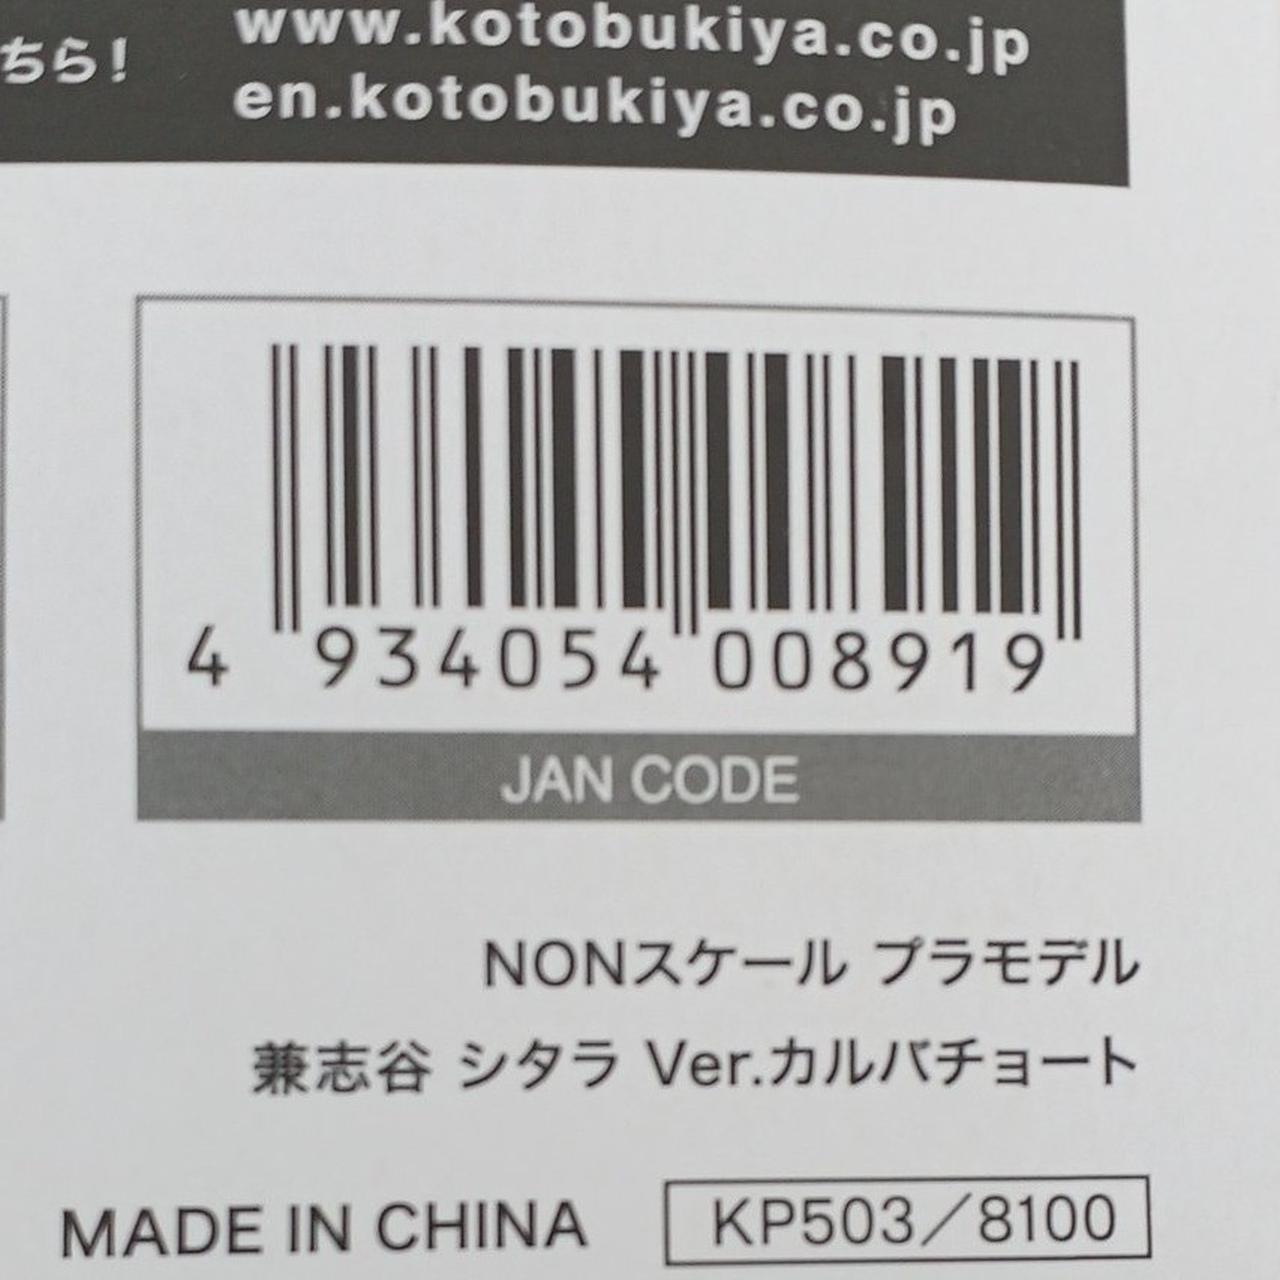 ちら！
www.kotobukiya.co.jp
en.kotobukiya.co.jp
4 934054 008919
JAN CODE
NONスケール プラモデル
兼志谷 シタラ Ver.カルバチョート
MADE IN CHINA
KP503／8100